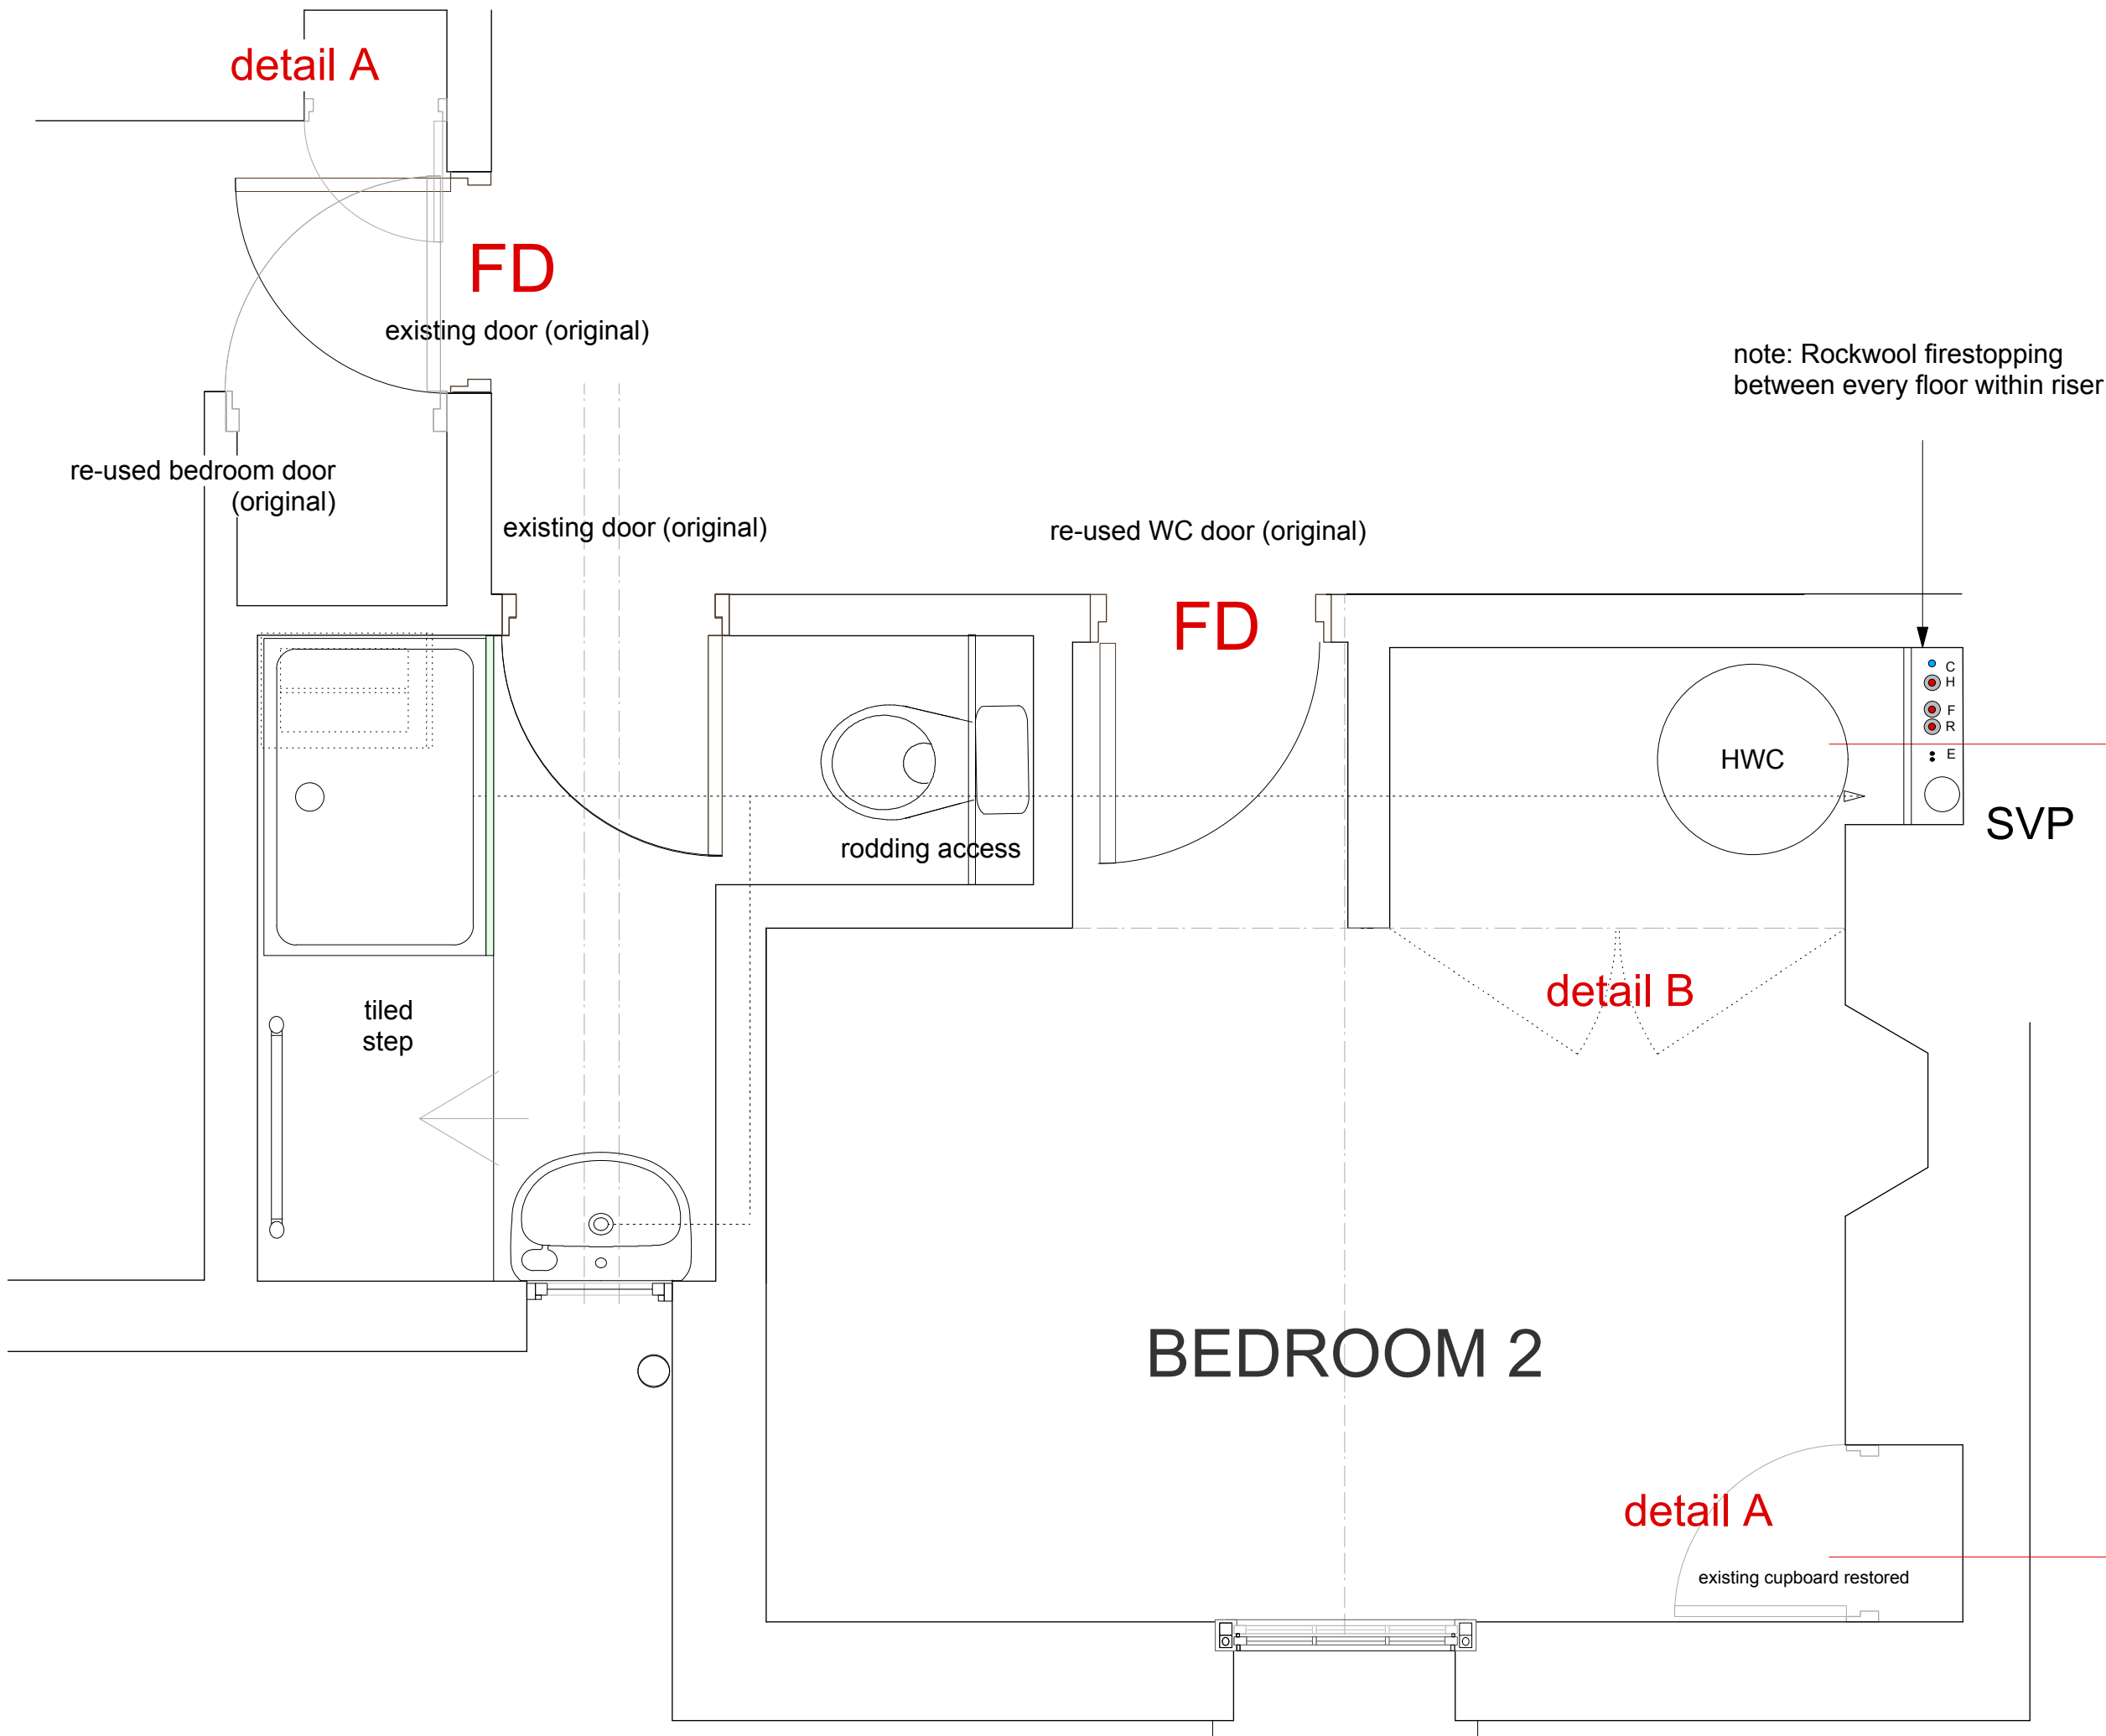 detail A
FD
existing door (original)
note: Rockwool firestopping
between every floor within riser
re-used bedroom door
(original)
existing door (original)
re-used WC door (original)
FD
C
H
F
R
E
HWC
SVP
rodding access
detail B
tiled
step
BEDROOM 2
detail A
existing cupboard restored